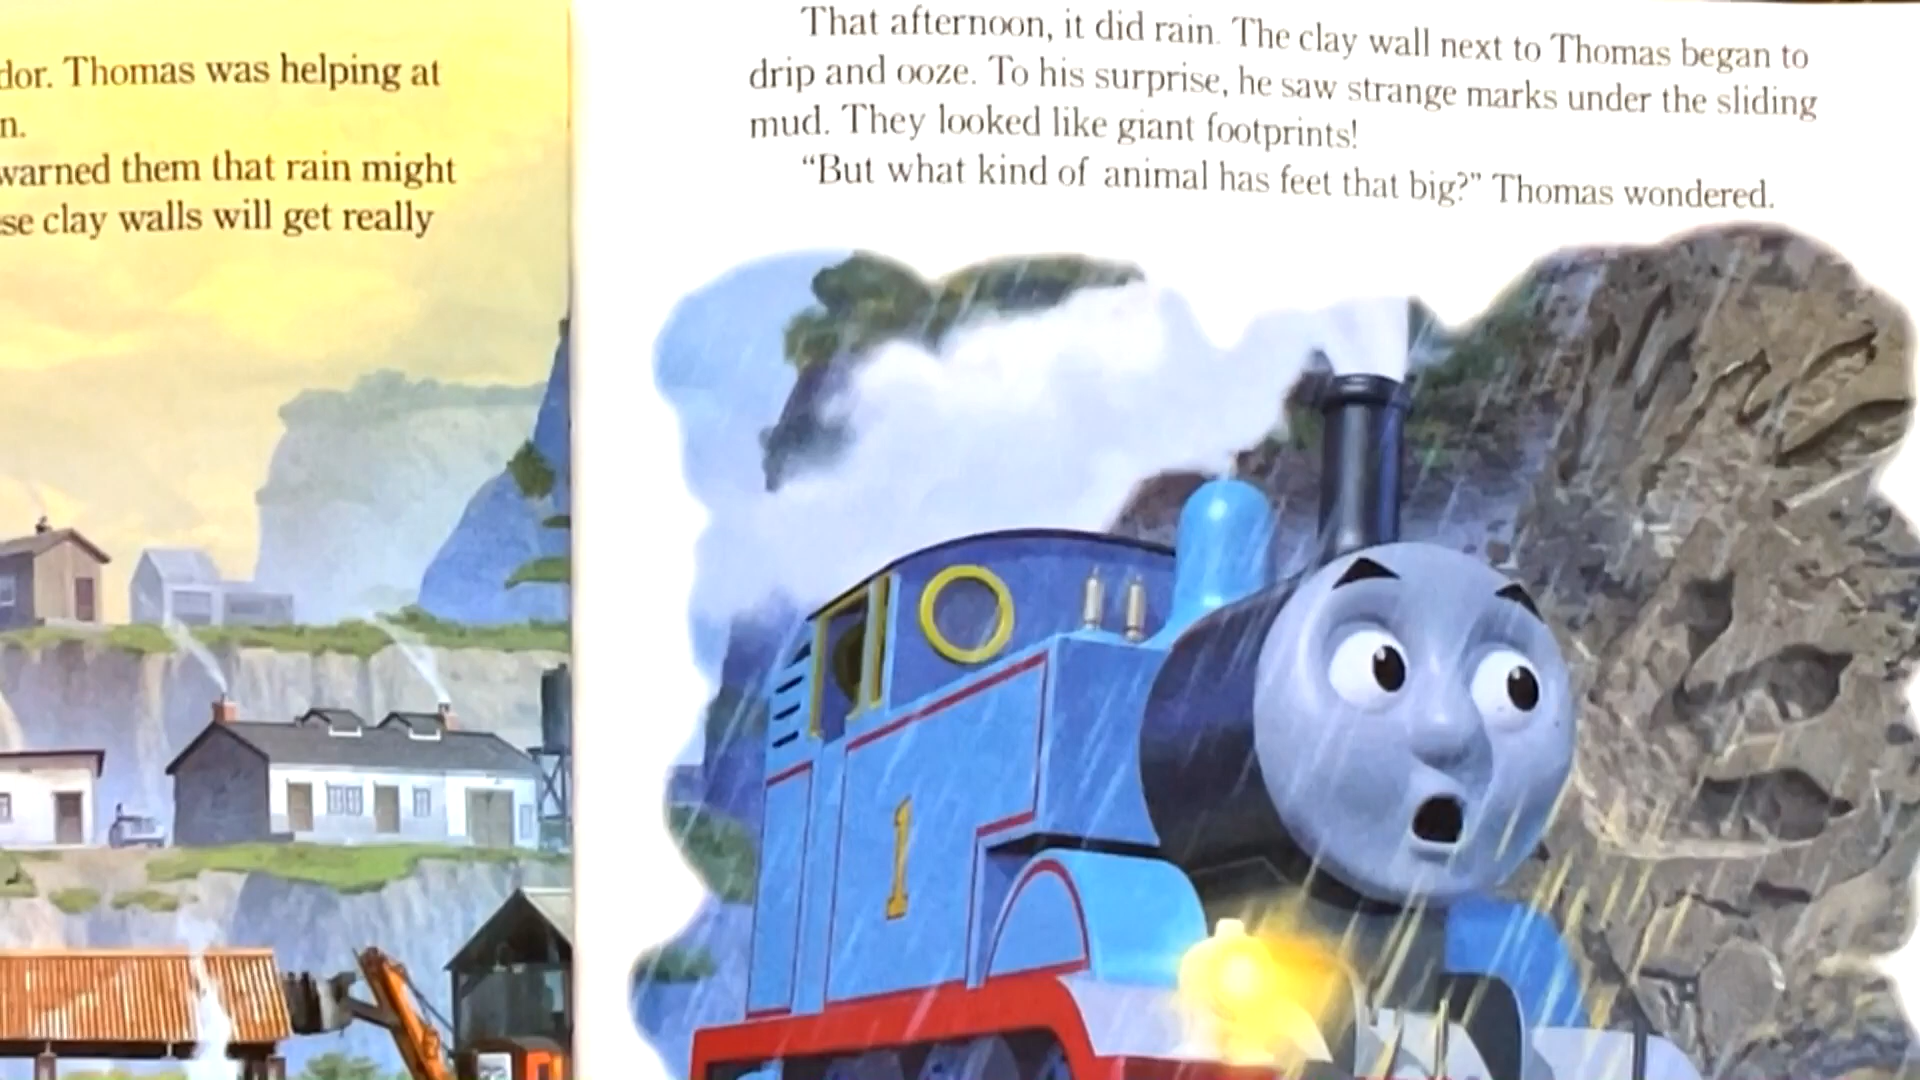 Thomas was helping at
warned them that rain might
clay walls will get really
That afternoon, it did rain. The clay wall next to Thomas began to
drip and ooze. To his surprise, he saw strange marks under the sliding
mud. They looked like giant footprints!
“But what kind of animal has feet that big?” Thomas wondered.
1